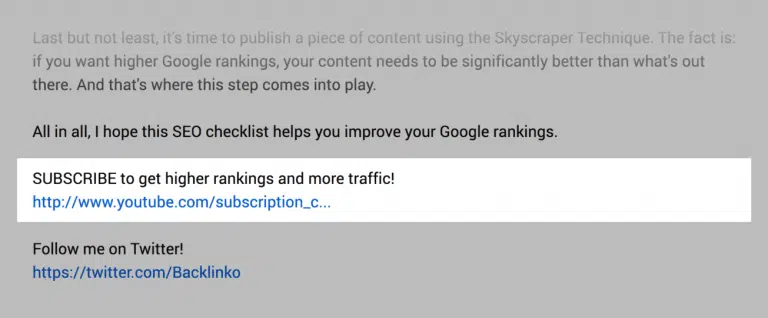 Last but not least, it's time to publish a piece of content using the Skyscraper Technique. The fact is:
if you want higher Google rankings, your content needs to be significantly better than what's out
there. And that's where this step comes into play.
All in all, I hope this SEO checklist helps you improve your Google rankings.
SUBSCRIBE to get higher rankings and more traffic!
http://www.youtube.com/subscription_c...
Follow me on Twitter!
https://twitter.com/Backlinko